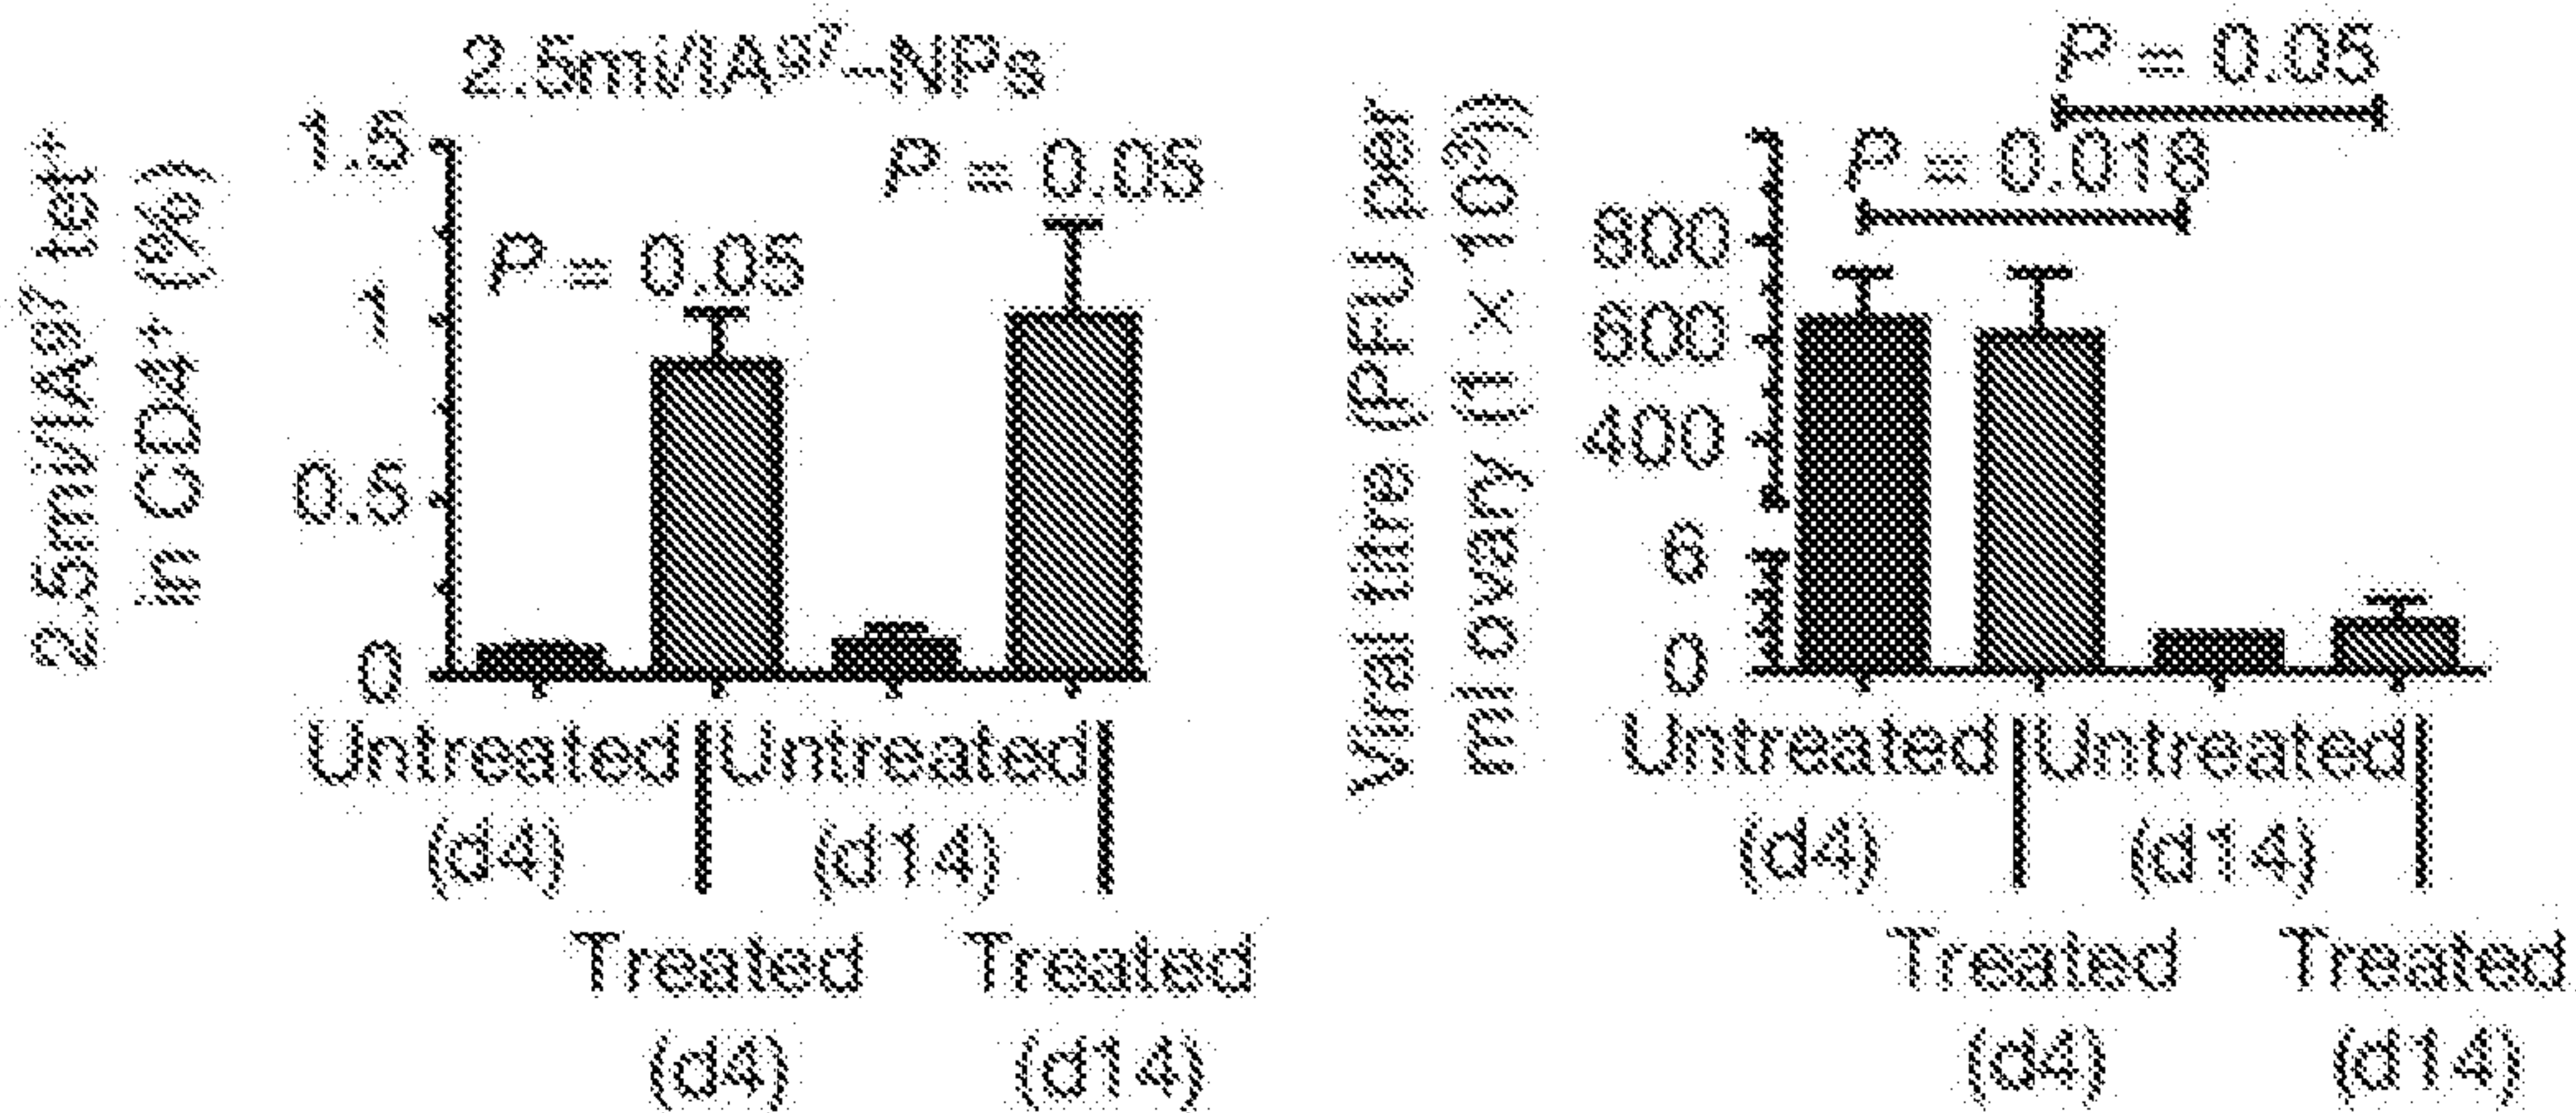 2.5mi/IAg7–NPs
2.5mi/IAg7 tet+
in CD4+ (%)
1.5
1
0.5
0
P = 0.05
P = 0.05
Untreated
(d4)
Treated
(d4)
Untreated
(d14)
Treated
(d14)
Viral titre (PFU per
ml ovary (1 × 10³))
800
600
400
6
0
P = 0.05
P = 0.018
Untreated
(d4)
Treated
(d4)
Untreated
(d14)
Treated
(d14)